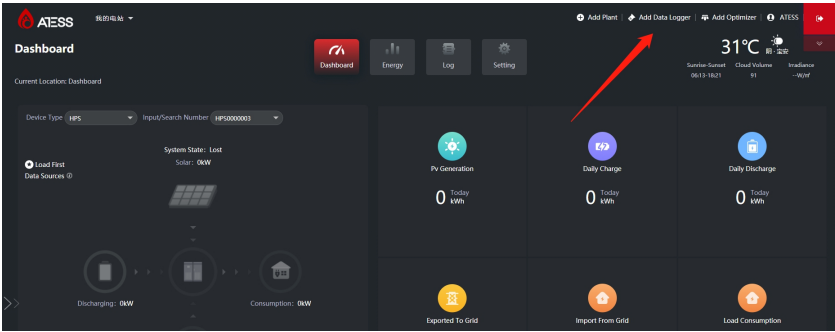 ATESS 我的电站
Add Plant | Add Data Logger | Add Optimizer | ATESS
Dashboard
Dashboard Energy Log Setting
31°C 阴 · 宝安
Sunrise-Sunset Cloud Volume Irradiance
06:13-18:21 91 --W/㎡
Current Location: Dashboard
Device Type HPS Input/Search Number HPS0000003
System State: Lost
Solar: 0kW
Load First
Data Sources
Discharging: 0kW Consumption: 0kW
Pv Generation Daily Charge Daily Discharge
0 Today kWh 0 Today kWh 0 Today kWh
Exported To Grid Import From Grid Load Consumption